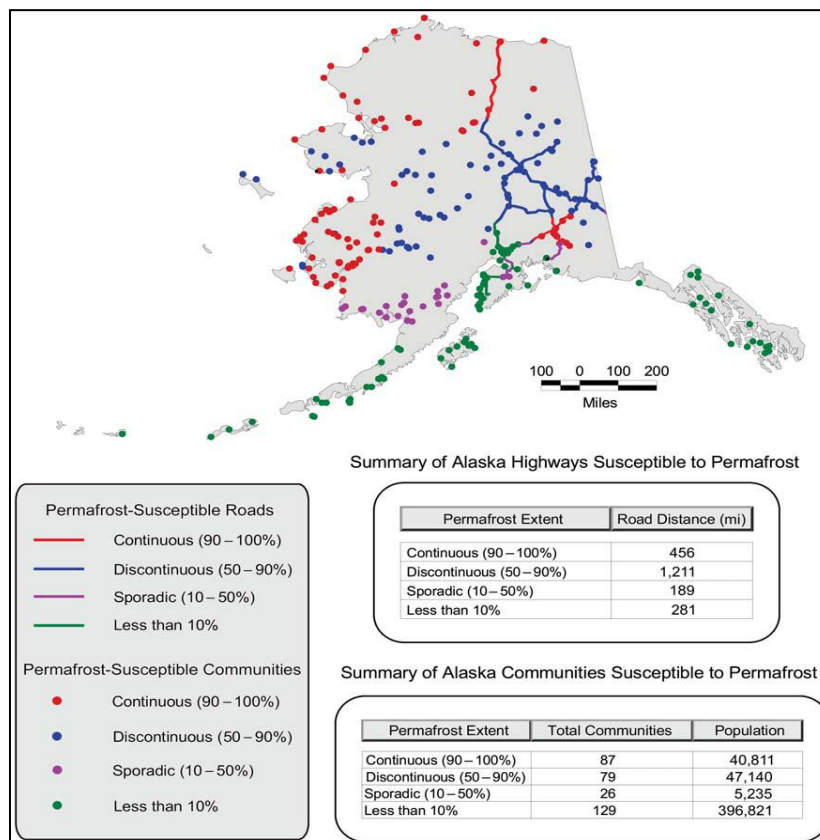 100 0 100 200
Miles
Summary of Alaska Highways Susceptible to Permafrost
Permafrost Extent Road Distance (mi)
Continuous (90 – 100%) 456
Discontinuous (50 – 90%) 1,211
Sporadic (10 – 50%) 189
Less than 10% 281
Permafrost-Susceptible Roads
Continuous (90 – 100%)
Discontinuous (50 – 90%)
Sporadic (10 – 50%)
Less than 10%
Permafrost-Susceptible Communities
Continuous (90 – 100%)
Discontinuous (50 – 90%)
Sporadic (10 – 50%)
Less than 10%
Summary of Alaska Communities Susceptible to Permafrost
Permafrost Extent Total Communities Population
Continuous (90 – 100%) 87 40,811
Discontinuous (50 – 90%) 79 47,140
Sporadic (10 – 50%) 26 5,235
Less than 10% 129 396,821